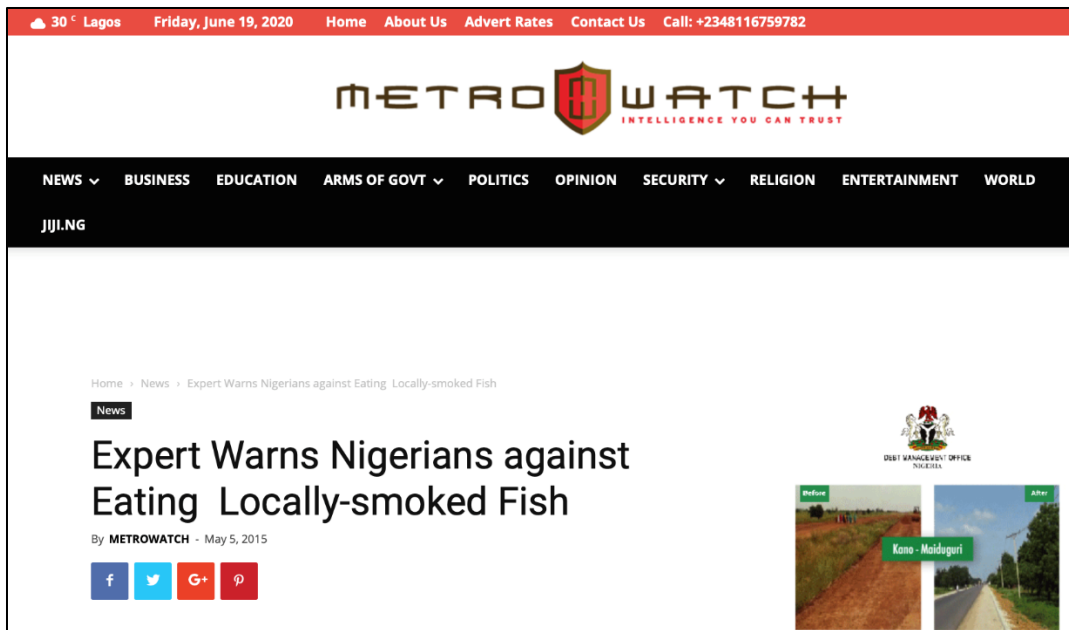 30 C Lagos Friday, June 19, 2020 Home About Us Advert Rates Contact Us Call: +2348116759782
METRO WATCH
INTELLIGENCE YOU CAN TRUST
NEWS BUSINESS EDUCATION ARMS OF GOVT POLITICS OPINION SECURITY RELIGION ENTERTAINMENT WORLD
JIJI.NG
Home › News › Expert Warns Nigerians against Eating Locally-smoked Fish
News
Expert Warns Nigerians against
Eating Locally-smoked Fish
By METROWATCH - May 5, 2015
f G+
DEBT MANAGEMENT OFFICE
NIGERIA
Before After
Kano - Maiduguri